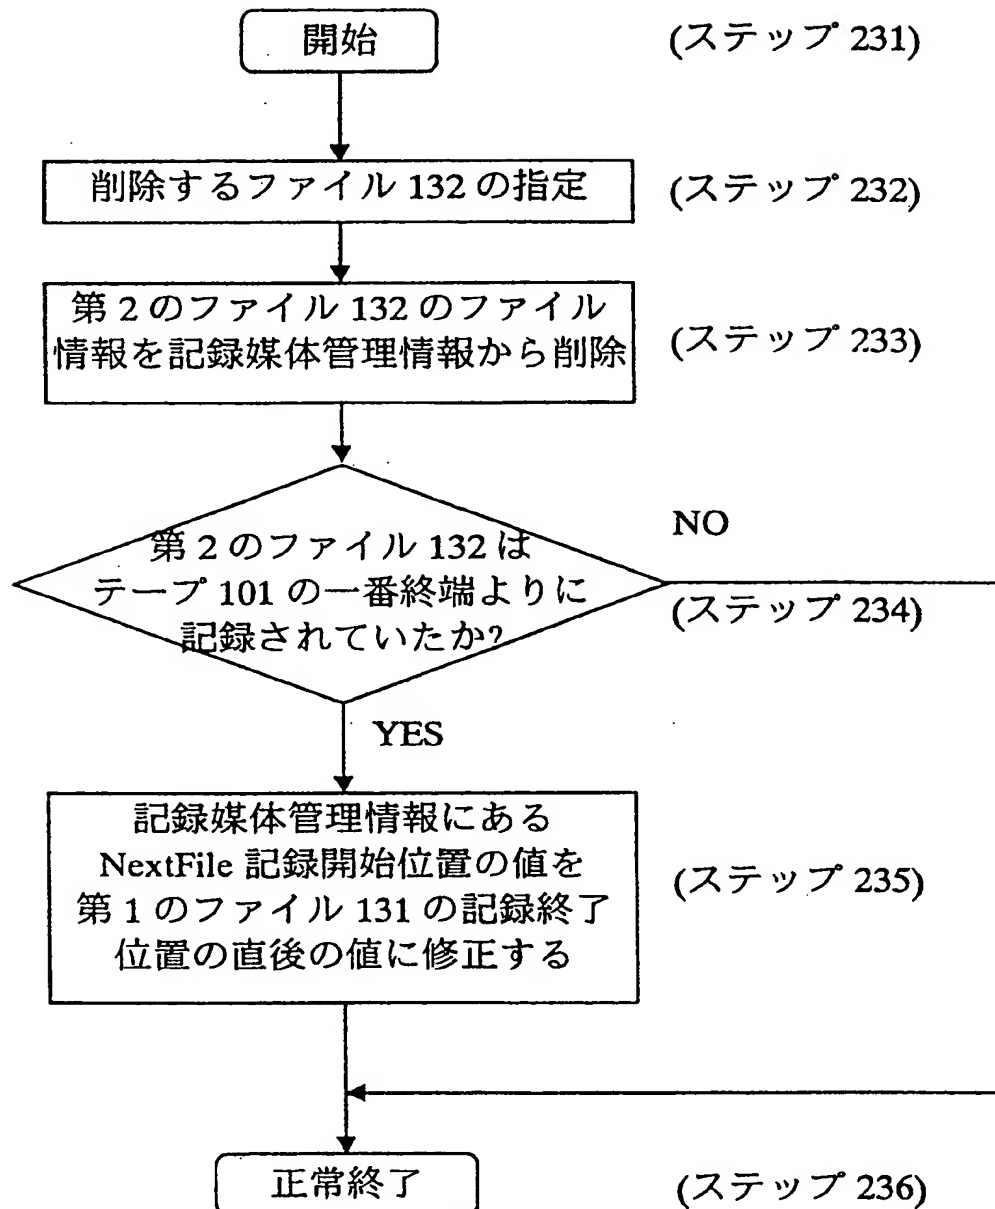 開始
(ステップ 231)
削除するファイル 132 の指定
(ステップ 232)
第 2 のファイル 132 のファイル
情報を記録媒体管理情報から削除
(ステップ 233)
第 2 のファイル 132 は
テープ 101 の一番終端よりに
記録されていたか?
NO
(ステップ 234)
YES
記録媒体管理情報にある
NextFile 記録開始位置の値を
第 1 のファイル 131 の記録終了
位置の直後の値に修正する
(ステップ 235)
正常終了
(ステップ 236)